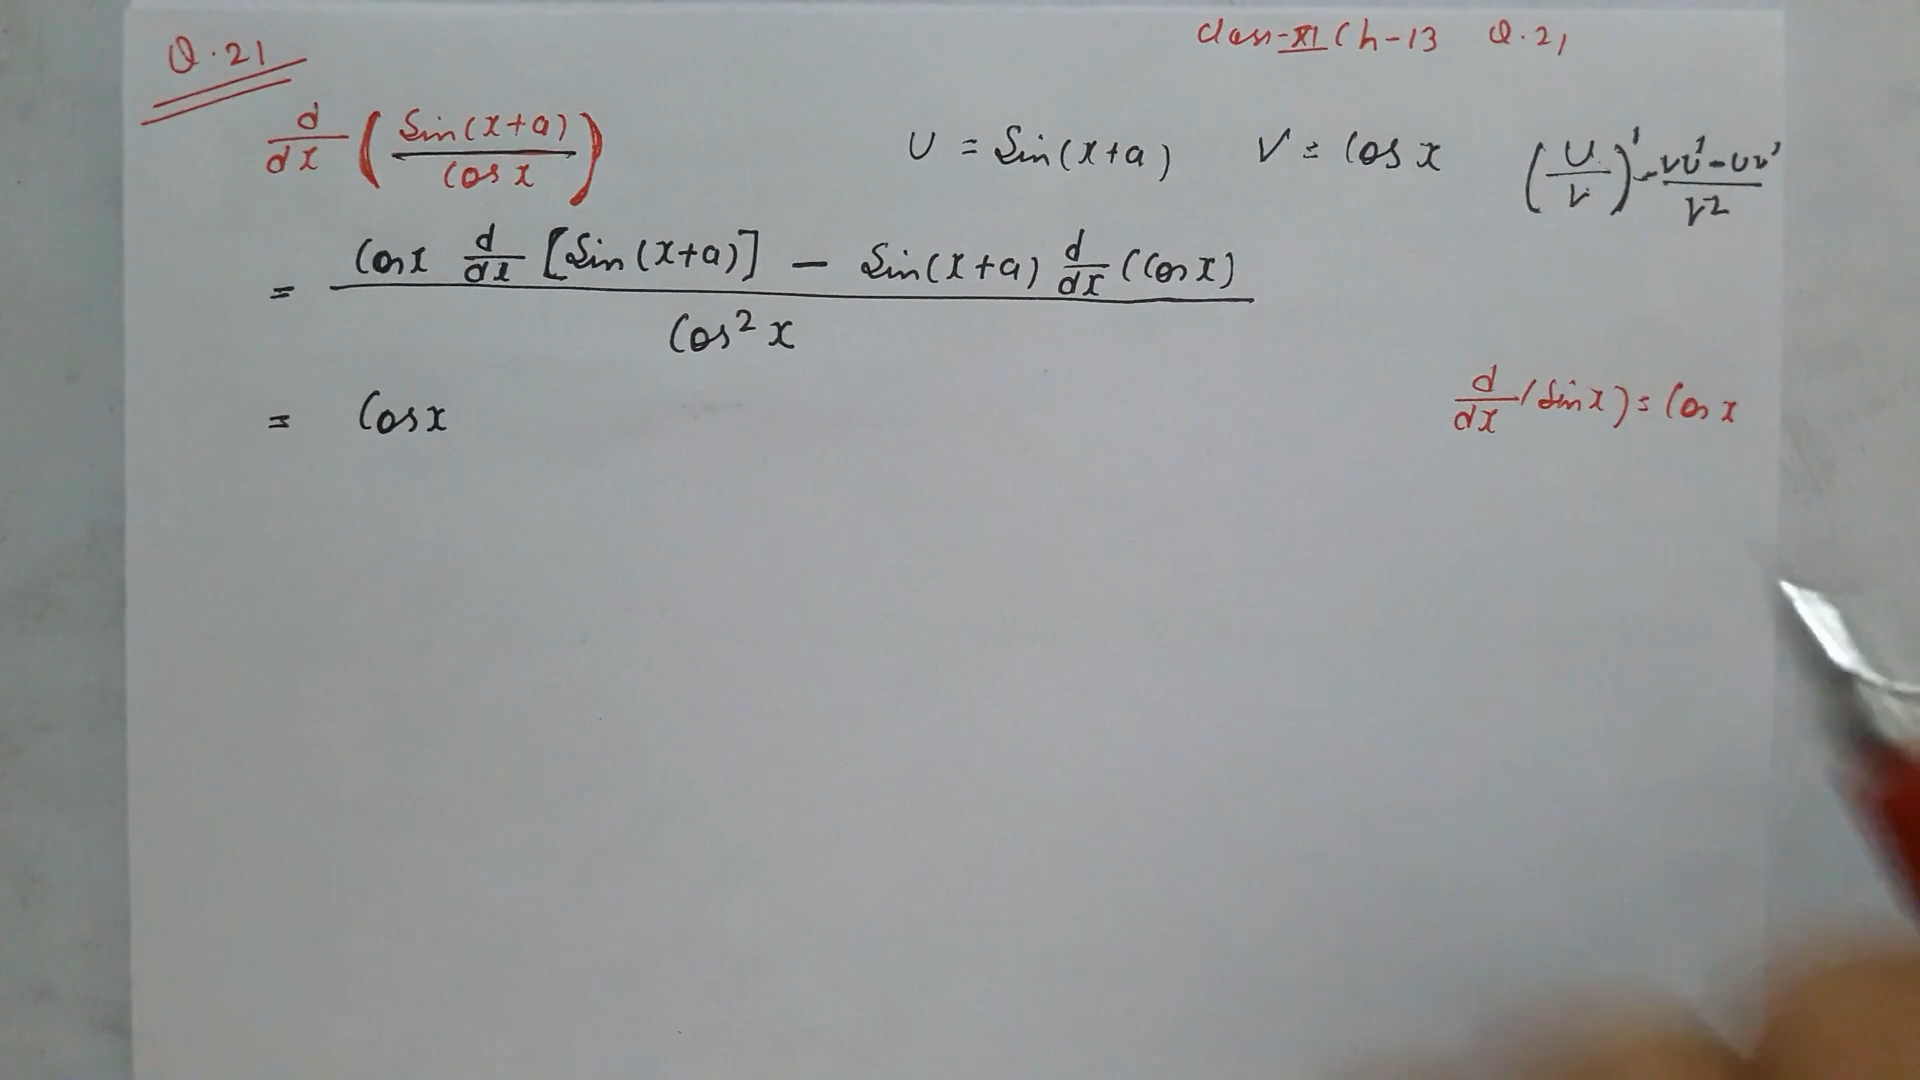 Q.21
Class-XI Ch-13 Q.21
d/dx (Sin(x+a)/Cos x) U = Sin(x+a) V = Cos x (U/V)' = VU'-UV'/V²
= Cos x d/dx [Sin(x+a)] - Sin(x+a) d/dx (Cos x)
Cos² x
= Cos x d/dx (Sin x) = Cos x